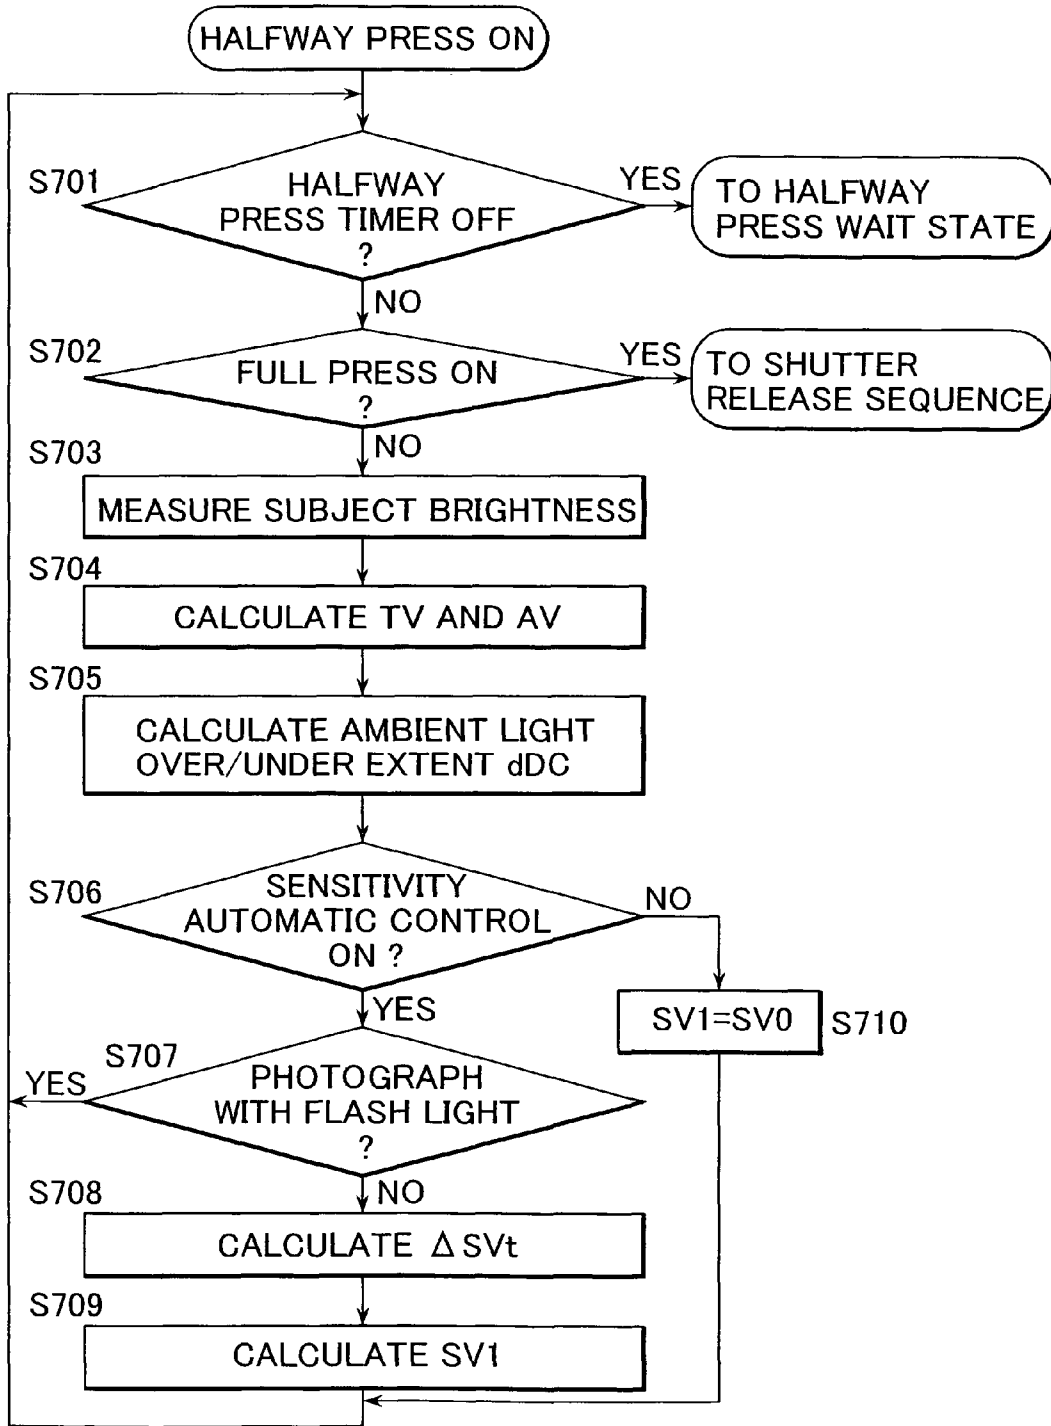 HALFWAY PRESS ON
S701
HALFWAY
PRESS TIMER OFF
?
YES
TO HALFWAY
PRESS WAIT STATE
NO
S702
FULL PRESS ON
?
YES
TO SHUTTER
RELEASE SEQUENCE
NO
S703
MEASURE SUBJECT BRIGHTNESS
S704
CALCULATE TV AND AV
S705
CALCULATE AMBIENT LIGHT
OVER/UNDER EXTENT dDC
S706
SENSITIVITY
AUTOMATIC CONTROL
ON ?
NO
YES
SV1=SV0
S710
S707
YES
PHOTOGRAPH
WITH FLASH LIGHT
?
NO
S708
CALCULATE Δ SVt
S709
CALCULATE SV1